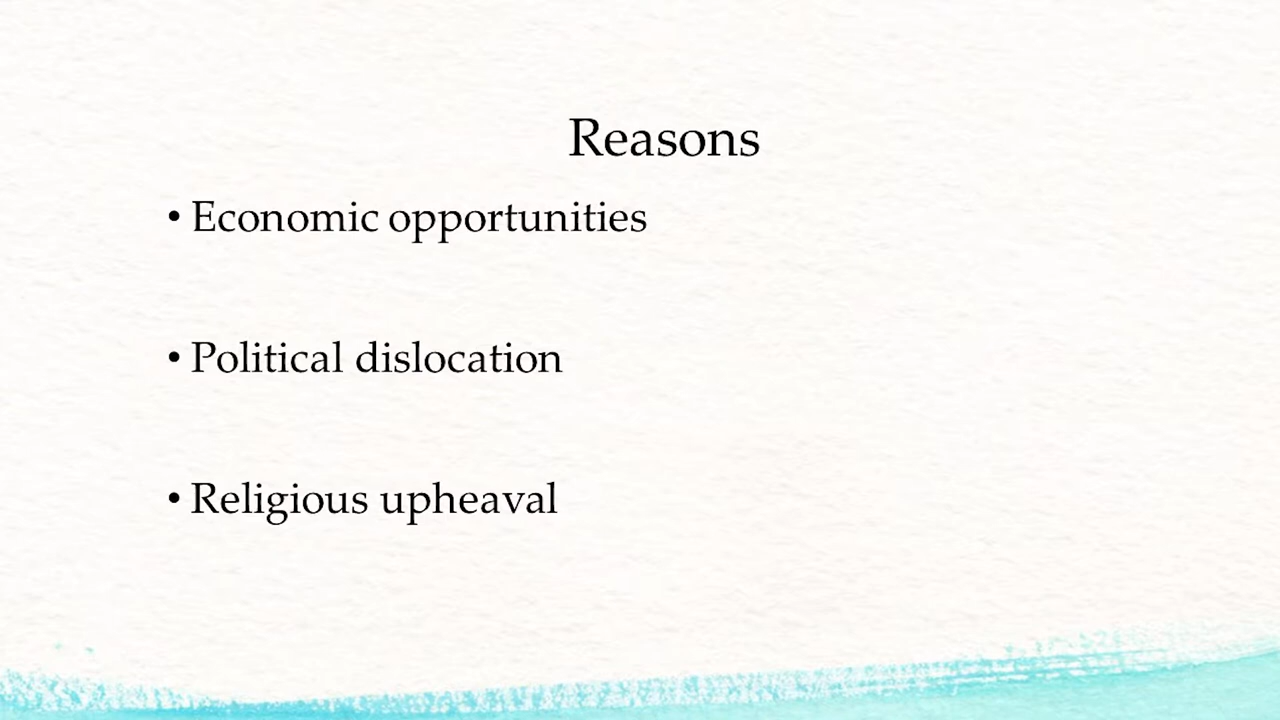 Reasons
• Economic opportunities
• Political dislocation
• Religious upheaval